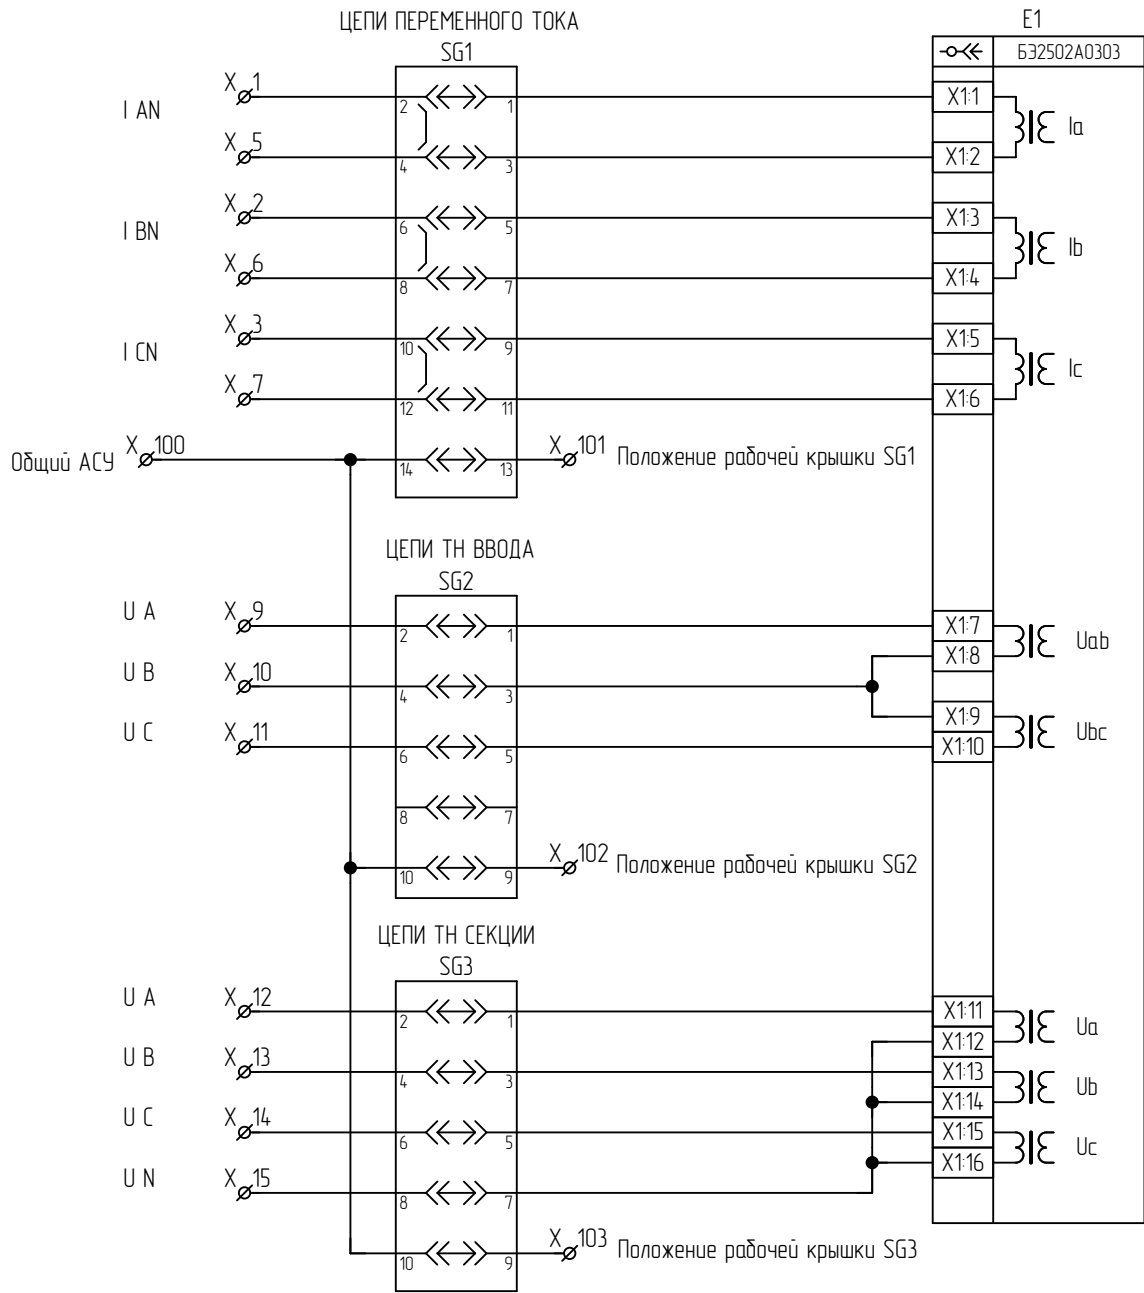 ЦЕПИ ПЕРЕМЕННОГО ТОКА
SG1
E1
БЭ2502А0303
I AN
X 1
2
1
X1:1
Ia
X 5
4
3
X1:2
I BN
X 2
6
5
X1:3
Ib
X 6
8
7
X1:4
I CN
X 3
10
9
X1:5
Ic
X 7
12
11
X1:6
Общий АСУ
X 100
14
13
X 101
Положение рабочей крышки SG1
ЦЕПИ ТН ВВОДА
SG2
U A
X 9
2
1
X1:7
Uab
X1:8
U B
X 10
4
3
X1:9
Ubc
U C
X 11
6
5
X1:10
8
7
10
9
X 102
Положение рабочей крышки SG2
ЦЕПИ ТН СЕКЦИИ
SG3
U A
X 12
2
1
X1:11
Ua
X1:12
U B
X 13
4
3
X1:13
Ub
X1:14
U C
X 14
6
5
X1:15
Uc
X1:16
U N
X 15
8
7
10
9
X 103
Положение рабочей крышки SG3